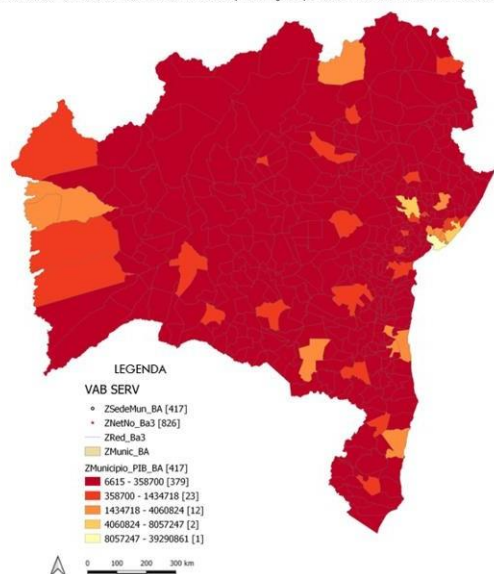 LEGENDA
VAB SERV
ZSedeMun_BA [417]
ZNetNo_Ba3 [826]
ZRed_Ba3
ZMunic_BA
ZMunicipio_PIB_BA [417]
6615 - 358700 [379]
358700 - 1434718 [23]
1434718 - 4060824 [12]
4060824 - 8057247 [2]
8057247 - 39290861 [1]
0 100 200 300 km